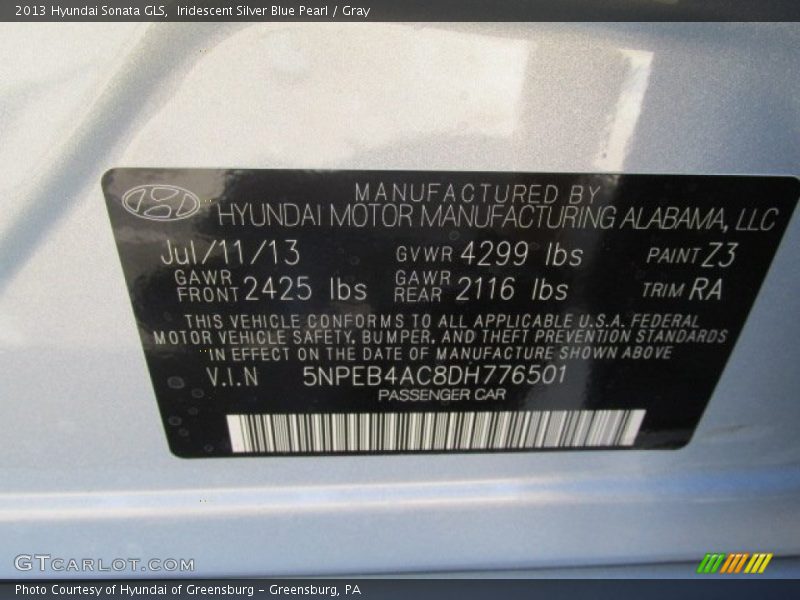 2013 Hyundai Sonata GLS, Iridescent Silver Blue Pearl / Gray
MANUFACTURED BY
HYUNDAI MOTOR MANUFACTURING ALABAMA, LLC
Jul/11/13 GVWR 4299 lbs PAINT Z3
GAWR FRONT 2425 lbs GAWR REAR 2116 lbs TRIM RA
THIS VEHICLE CONFORMS TO ALL APPLICABLE U.S.A. FEDERAL
MOTOR VEHICLE SAFETY, BUMPER, AND THEFT PREVENTION STANDARDS
IN EFFECT ON THE DATE OF MANUFACTURE SHOWN ABOVE
V.I.N 5NPEB4AC8DH776501
PASSENGER CAR
GTCARLOT.COM
Photo Courtesy of Hyundai of Greensburg - Greensburg, PA